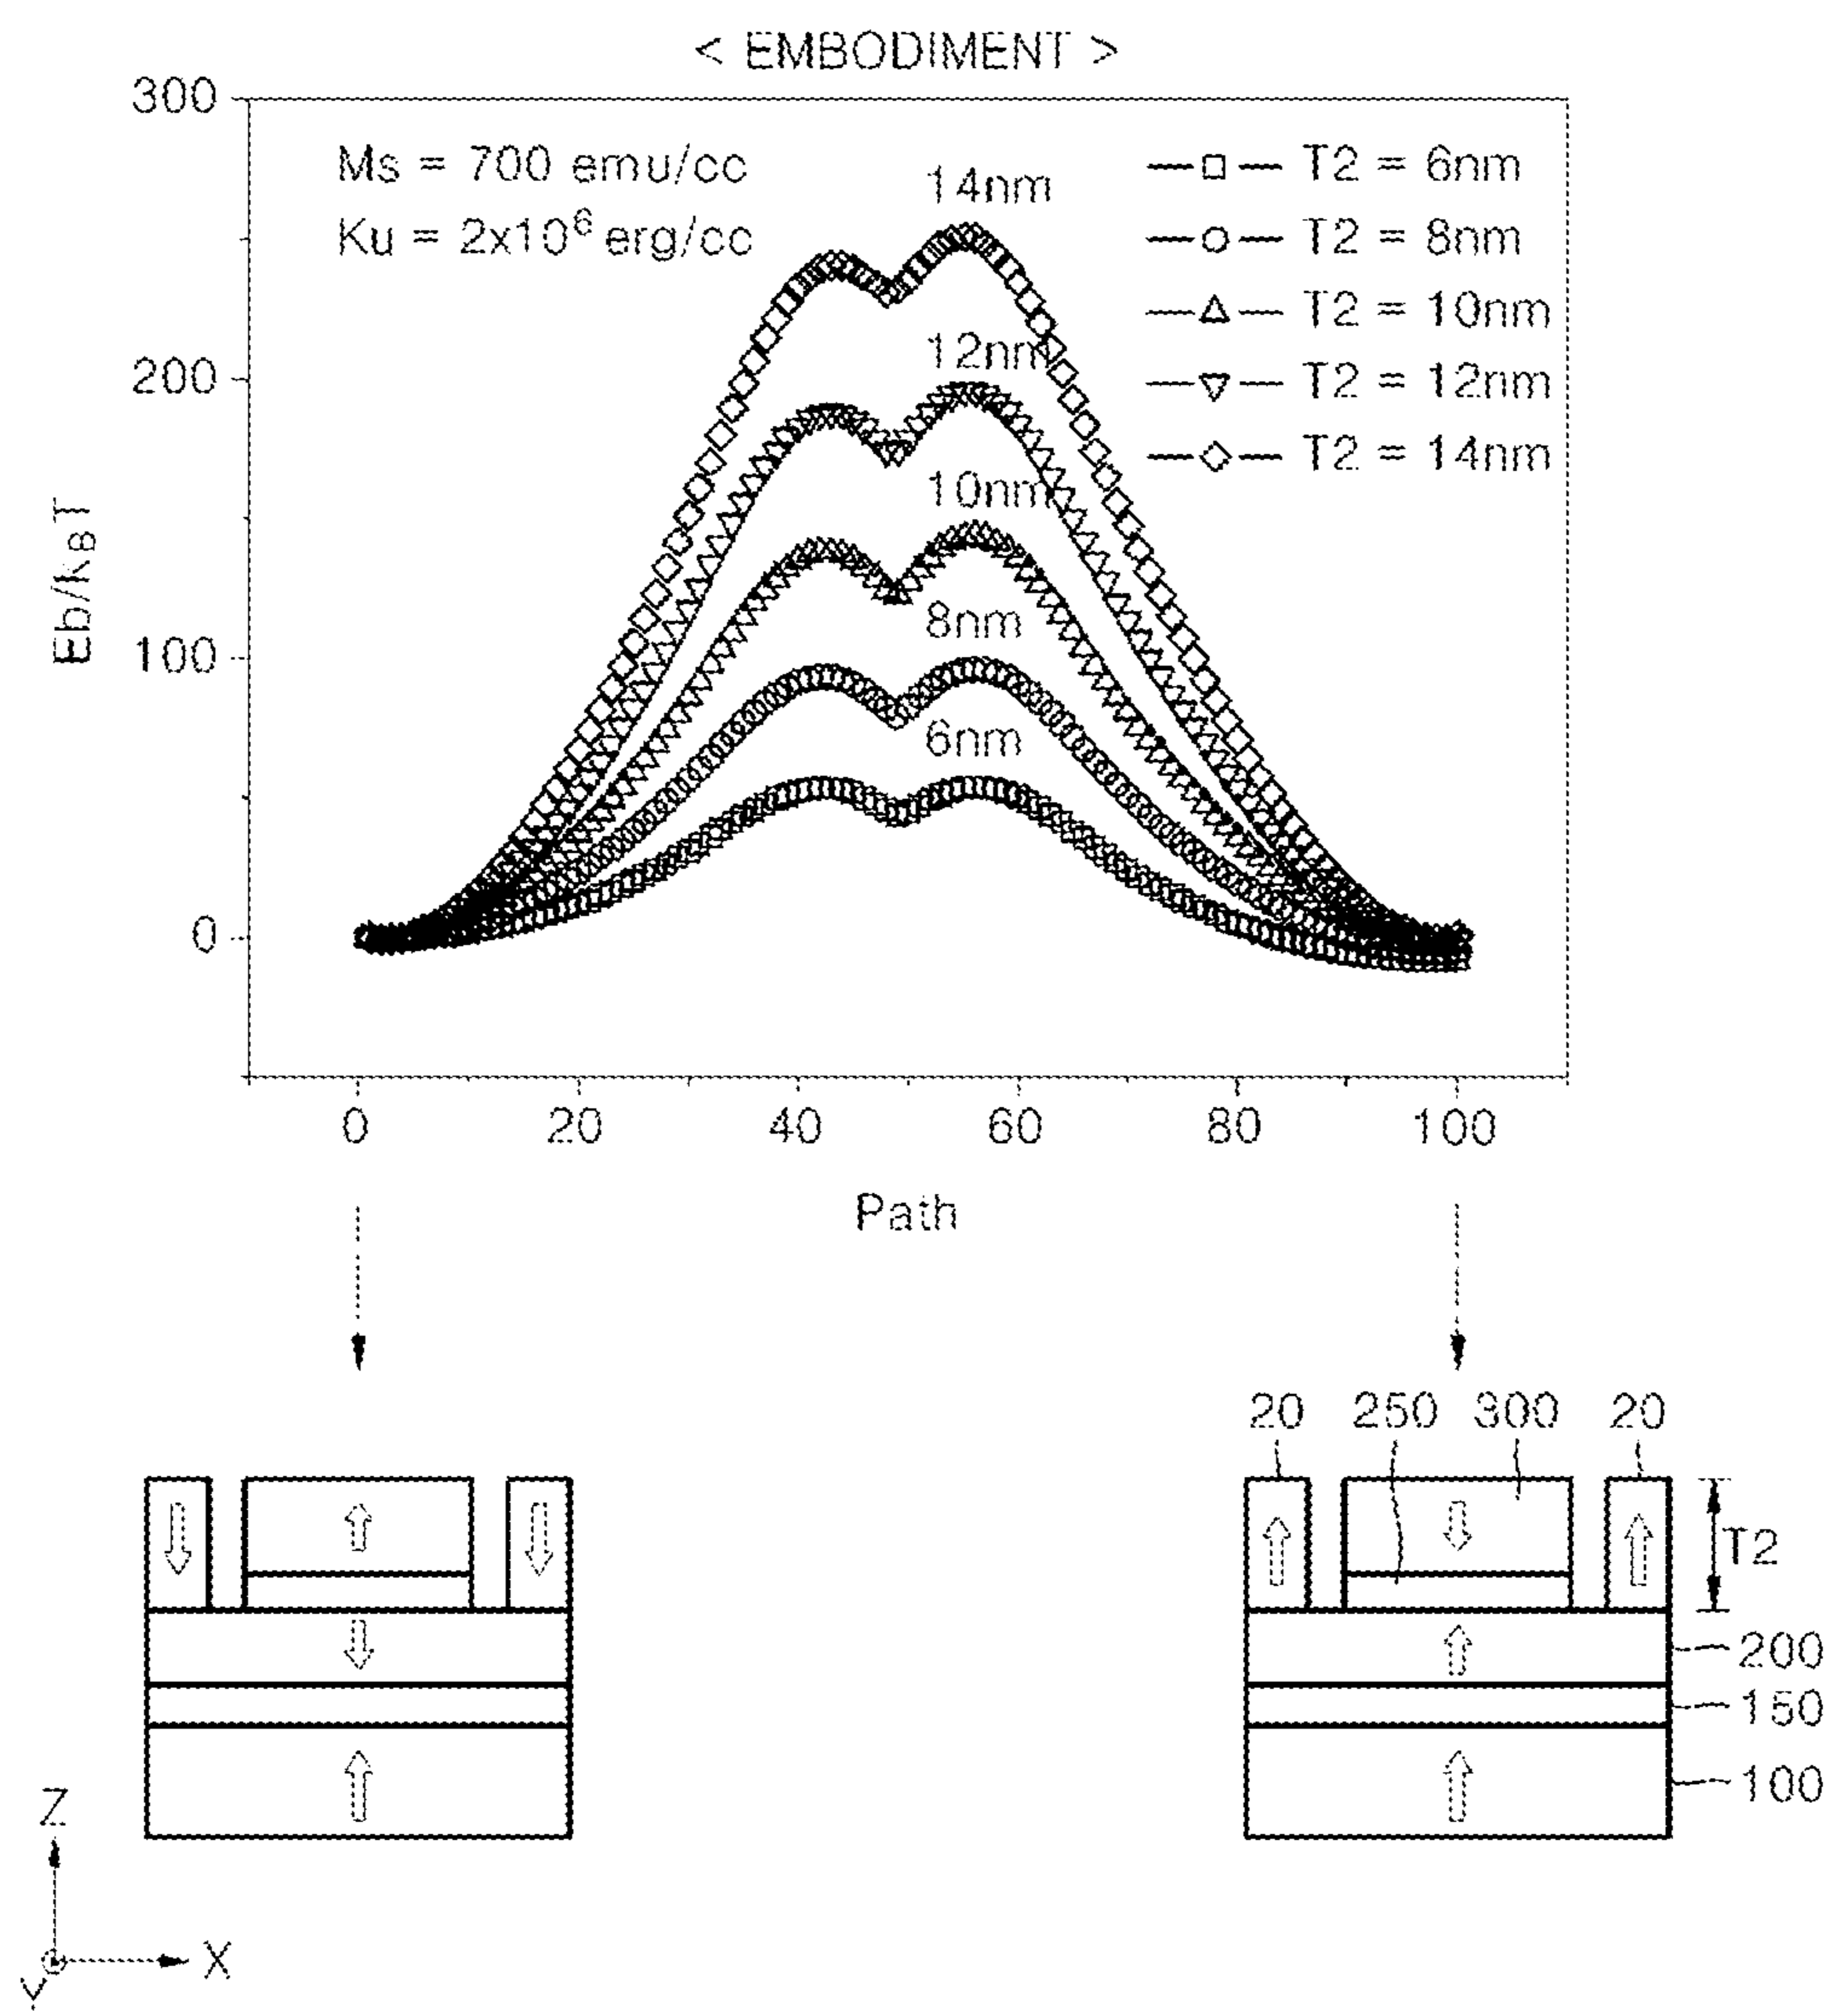 < EMBODIMENT >
300
Ms = 700 emu/cc
Ku = 2x10⁶ erg/cc
14nm
T2 = 6nm
T2 = 8nm
T2 = 10nm
T2 = 12nm
T2 = 14nm
12nm
200
10nm
8nm
100
6nm
0
Eb/kBT
0 20 40 60 80 100
Path
20 250 300 20
T2
200
150
100
Z
X
Y